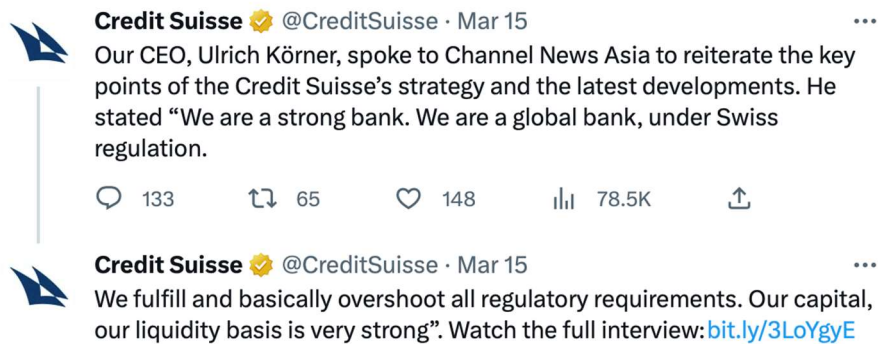 Credit Suisse @CreditSuisse · Mar 15
Our CEO, Ulrich Körner, spoke to Channel News Asia to reiterate the key
points of the Credit Suisse’s strategy and the latest developments. He
stated “We are a strong bank. We are a global bank, under Swiss
regulation.
133 65 148 78.5K
Credit Suisse @CreditSuisse · Mar 15
We fulfill and basically overshoot all regulatory requirements. Our capital,
our liquidity basis is very strong”. Watch the full interview:bit.ly/3LoYgyE